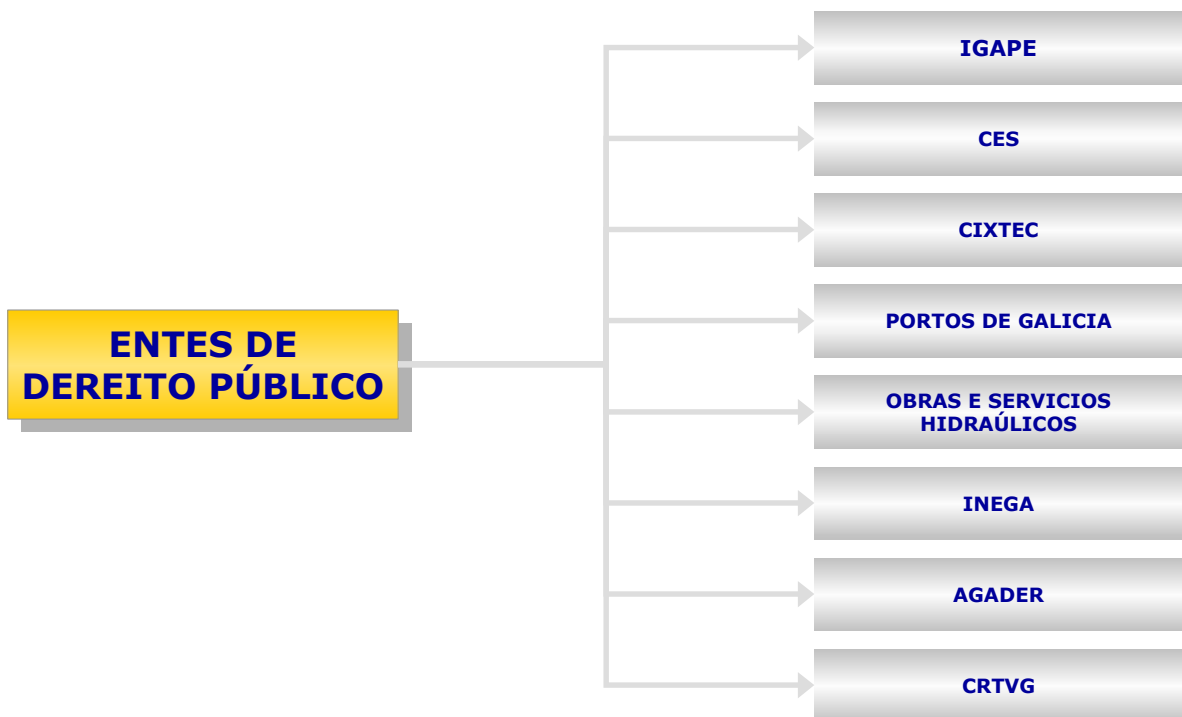 ENTES DE
DEREITO PÚBLICO
IGAPE
CES
CIXTEC
PORTOS DE GALICIA
OBRAS E SERVICIOS
HIDRAÚLICOS
INEGA
AGADER
CRTVG